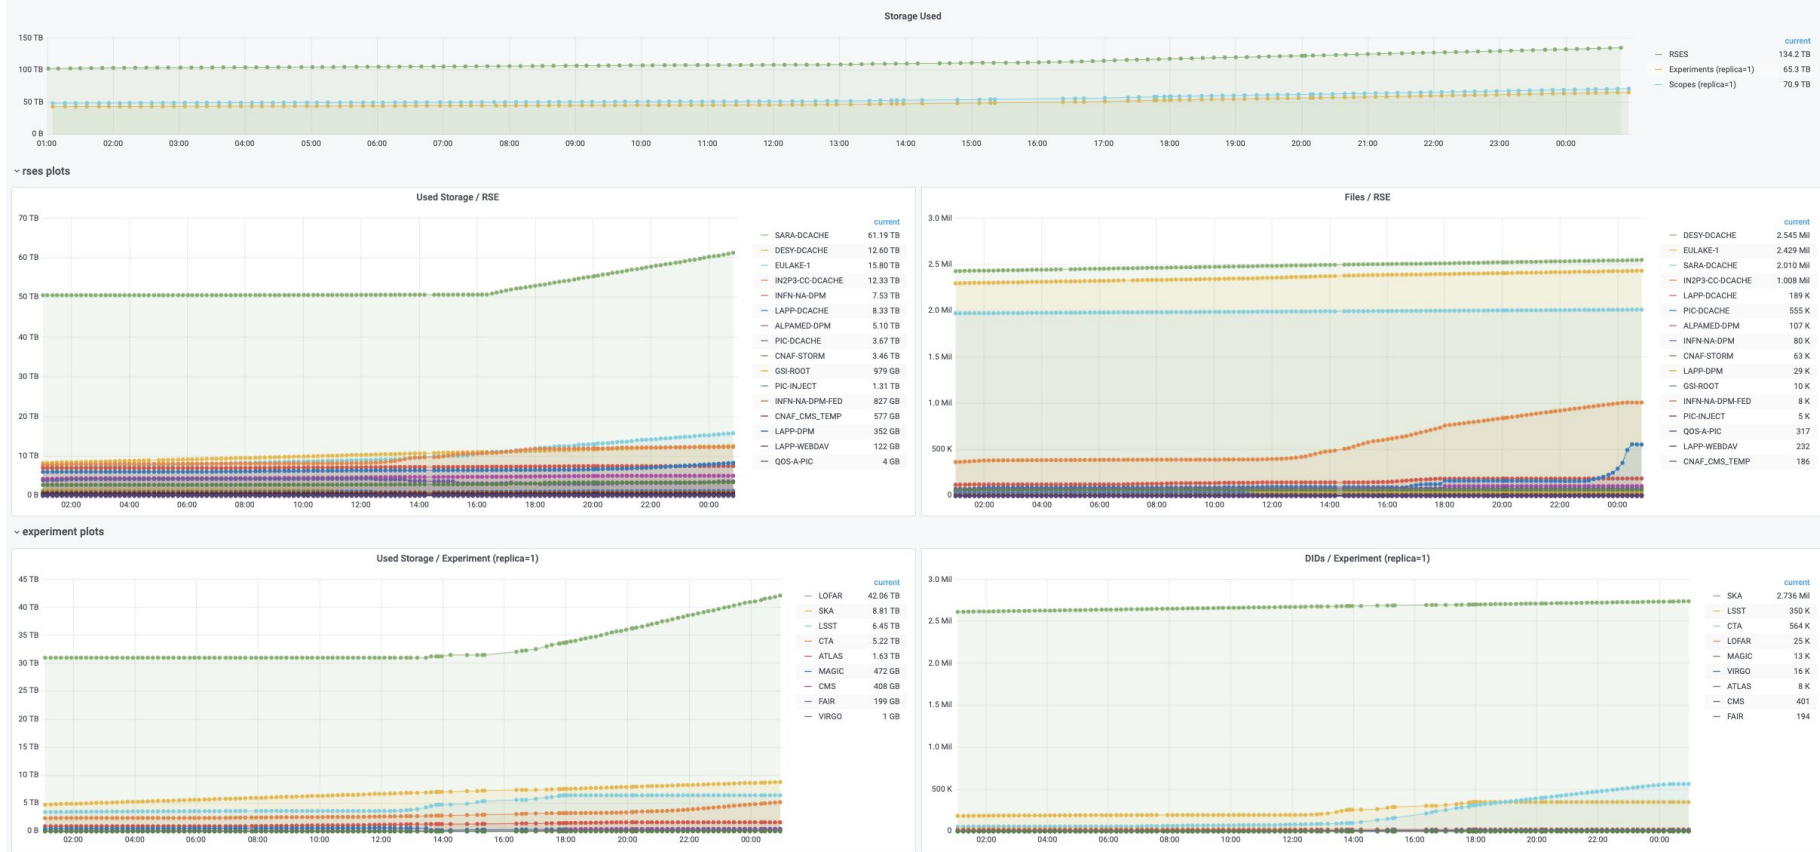 Storage Used
150 TB
100 TB
50 TB
0 B
01:00 02:00 03:00 04:00 05:00 06:00 07:00 08:00 09:00 10:00 11:00 12:00 13:00 14:00 15:00 16:00 17:00 18:00 19:00 20:00 21:00 22:00 23:00 00:00
current
RSES 134.2 TB
Experiments (replica=1) 65.3 TB
Scopes (replica=1) 70.9 TB
rses plots
Used Storage / RSE
70 TB
60 TB
50 TB
40 TB
30 TB
20 TB
10 TB
0 B
02:00 04:00 06:00 08:00 10:00 12:00 14:00 16:00 18:00 20:00 22:00 00:00
current
SARA-DCACHE 61.19 TB
DESY-DCACHE 12.60 TB
EULAKE-1 15.80 TB
IN2P3-CC-DCACHE 12.33 TB
INFN-NA-DPM 7.53 TB
LAPP-DCACHE 8.33 TB
ALPAMED-DPM 5.10 TB
PIC-DCACHE 3.67 TB
CNAF-STORM 3.46 TB
GSI-ROOT 979 GB
PIC-INJECT 1.31 TB
INFN-NA-DPM-FED 827 GB
CNAF_CMS_TEMP 577 GB
LAPP-DPM 352 GB
LAPP-WEBDAV 122 GB
QOS-A-PIC 4 GB
Files / RSE
3.0 Mil
2.5 Mil
2.0 Mil
1.5 Mil
1.0 Mil
500 K
0
02:00 04:00 06:00 08:00 10:00 12:00 14:00 16:00 18:00 20:00 22:00 00:00
current
DESY-DCACHE 2.545 Mil
EULAKE-1 2.429 Mil
SARA-DCACHE 2.010 Mil
IN2P3-CC-DCACHE 1.008 Mil
LAPP-DCACHE 189 K
PIC-DCACHE 555 K
ALPAMED-DPM 107 K
INFN-NA-DPM 80 K
CNAF-STORM 63 K
LAPP-DPM 29 K
GSI-ROOT 10 K
INFN-NA-DPM-FED 8 K
PIC-INJECT 5 K
QOS-A-PIC 317
LAPP-WEBDAV 232
CNAF_CMS_TEMP 186
experiment plots
Used Storage / Experiment (replica=1)
45 TB
40 TB
35 TB
30 TB
25 TB
20 TB
15 TB
10 TB
5 TB
0 B
02:00 04:00 06:00 08:00 10:00 12:00 14:00 16:00 18:00 20:00 22:00 00:00
current
LOFAR 42.06 TB
SKA 8.81 TB
LSST 6.45 TB
CTA 5.22 TB
ATLAS 1.63 TB
MAGIC 472 GB
CMS 408 GB
FAIR 199 GB
VIRGO 1 GB
DIDs / Experiment (replica=1)
3.0 Mil
2.5 Mil
2.0 Mil
1.5 Mil
1.0 Mil
500 K
0
02:00 04:00 06:00 08:00 10:00 12:00 14:00 16:00 18:00 20:00 22:00 00:00
current
SKA 2.736 Mil
LSST 350 K
CTA 564 K
LOFAR 25 K
MAGIC 13 K
VIRGO 16 K
ATLAS 8 K
CMS 401
FAIR 194